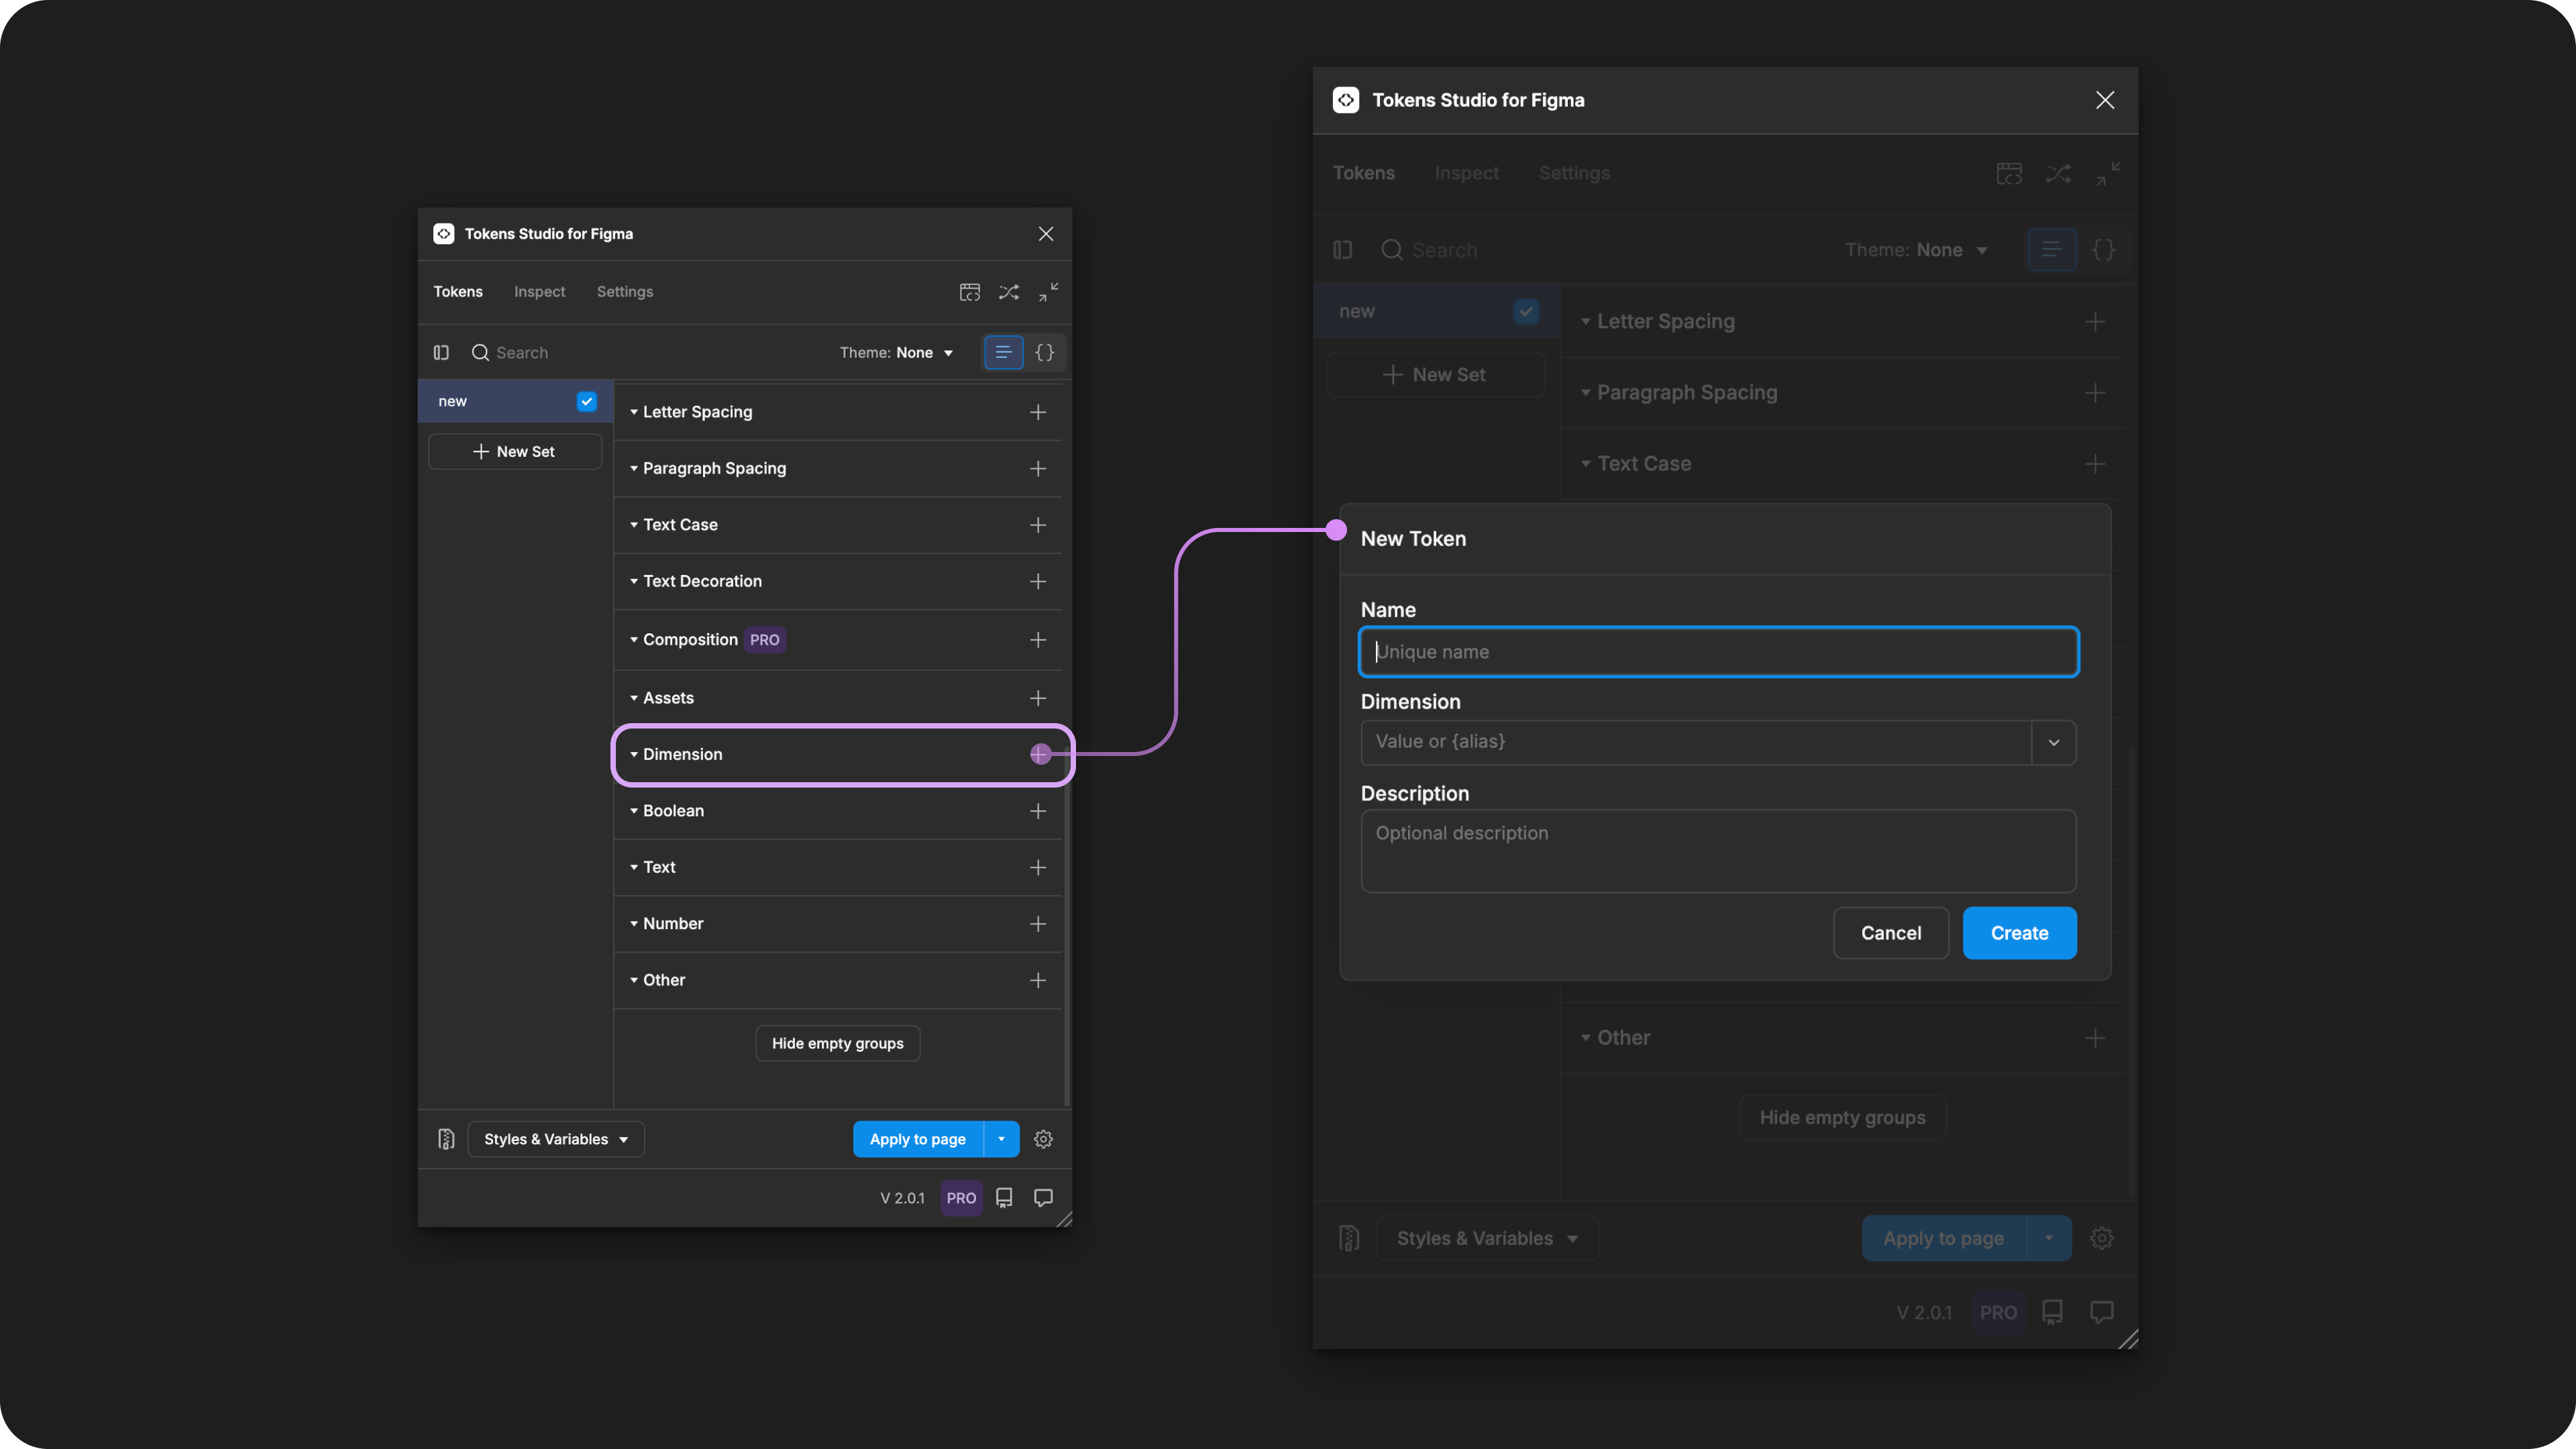 Tokens Studio for Figma
Tokens Inspect Settings
Search Theme: None
new
New Set
Letter Spacing
Paragraph Spacing
Text Case
Text Decoration
Composition PRO
Assets
Dimension
Boolean
Text
Number
Other
Hide empty groups
Styles & Variables Apply to page
V 2.0.1 PRO
Tokens Studio for Figma
Tokens Inspect Settings
Search Theme: None
new
New Set
Letter Spacing
Paragraph Spacing
Text Case
New Token
Name
Unique name
Dimension
Value or {alias}
Description
Optional description
Cancel Create
Other
Hide empty groups
Styles & Variables Apply to page
V 2.0.1 PRO